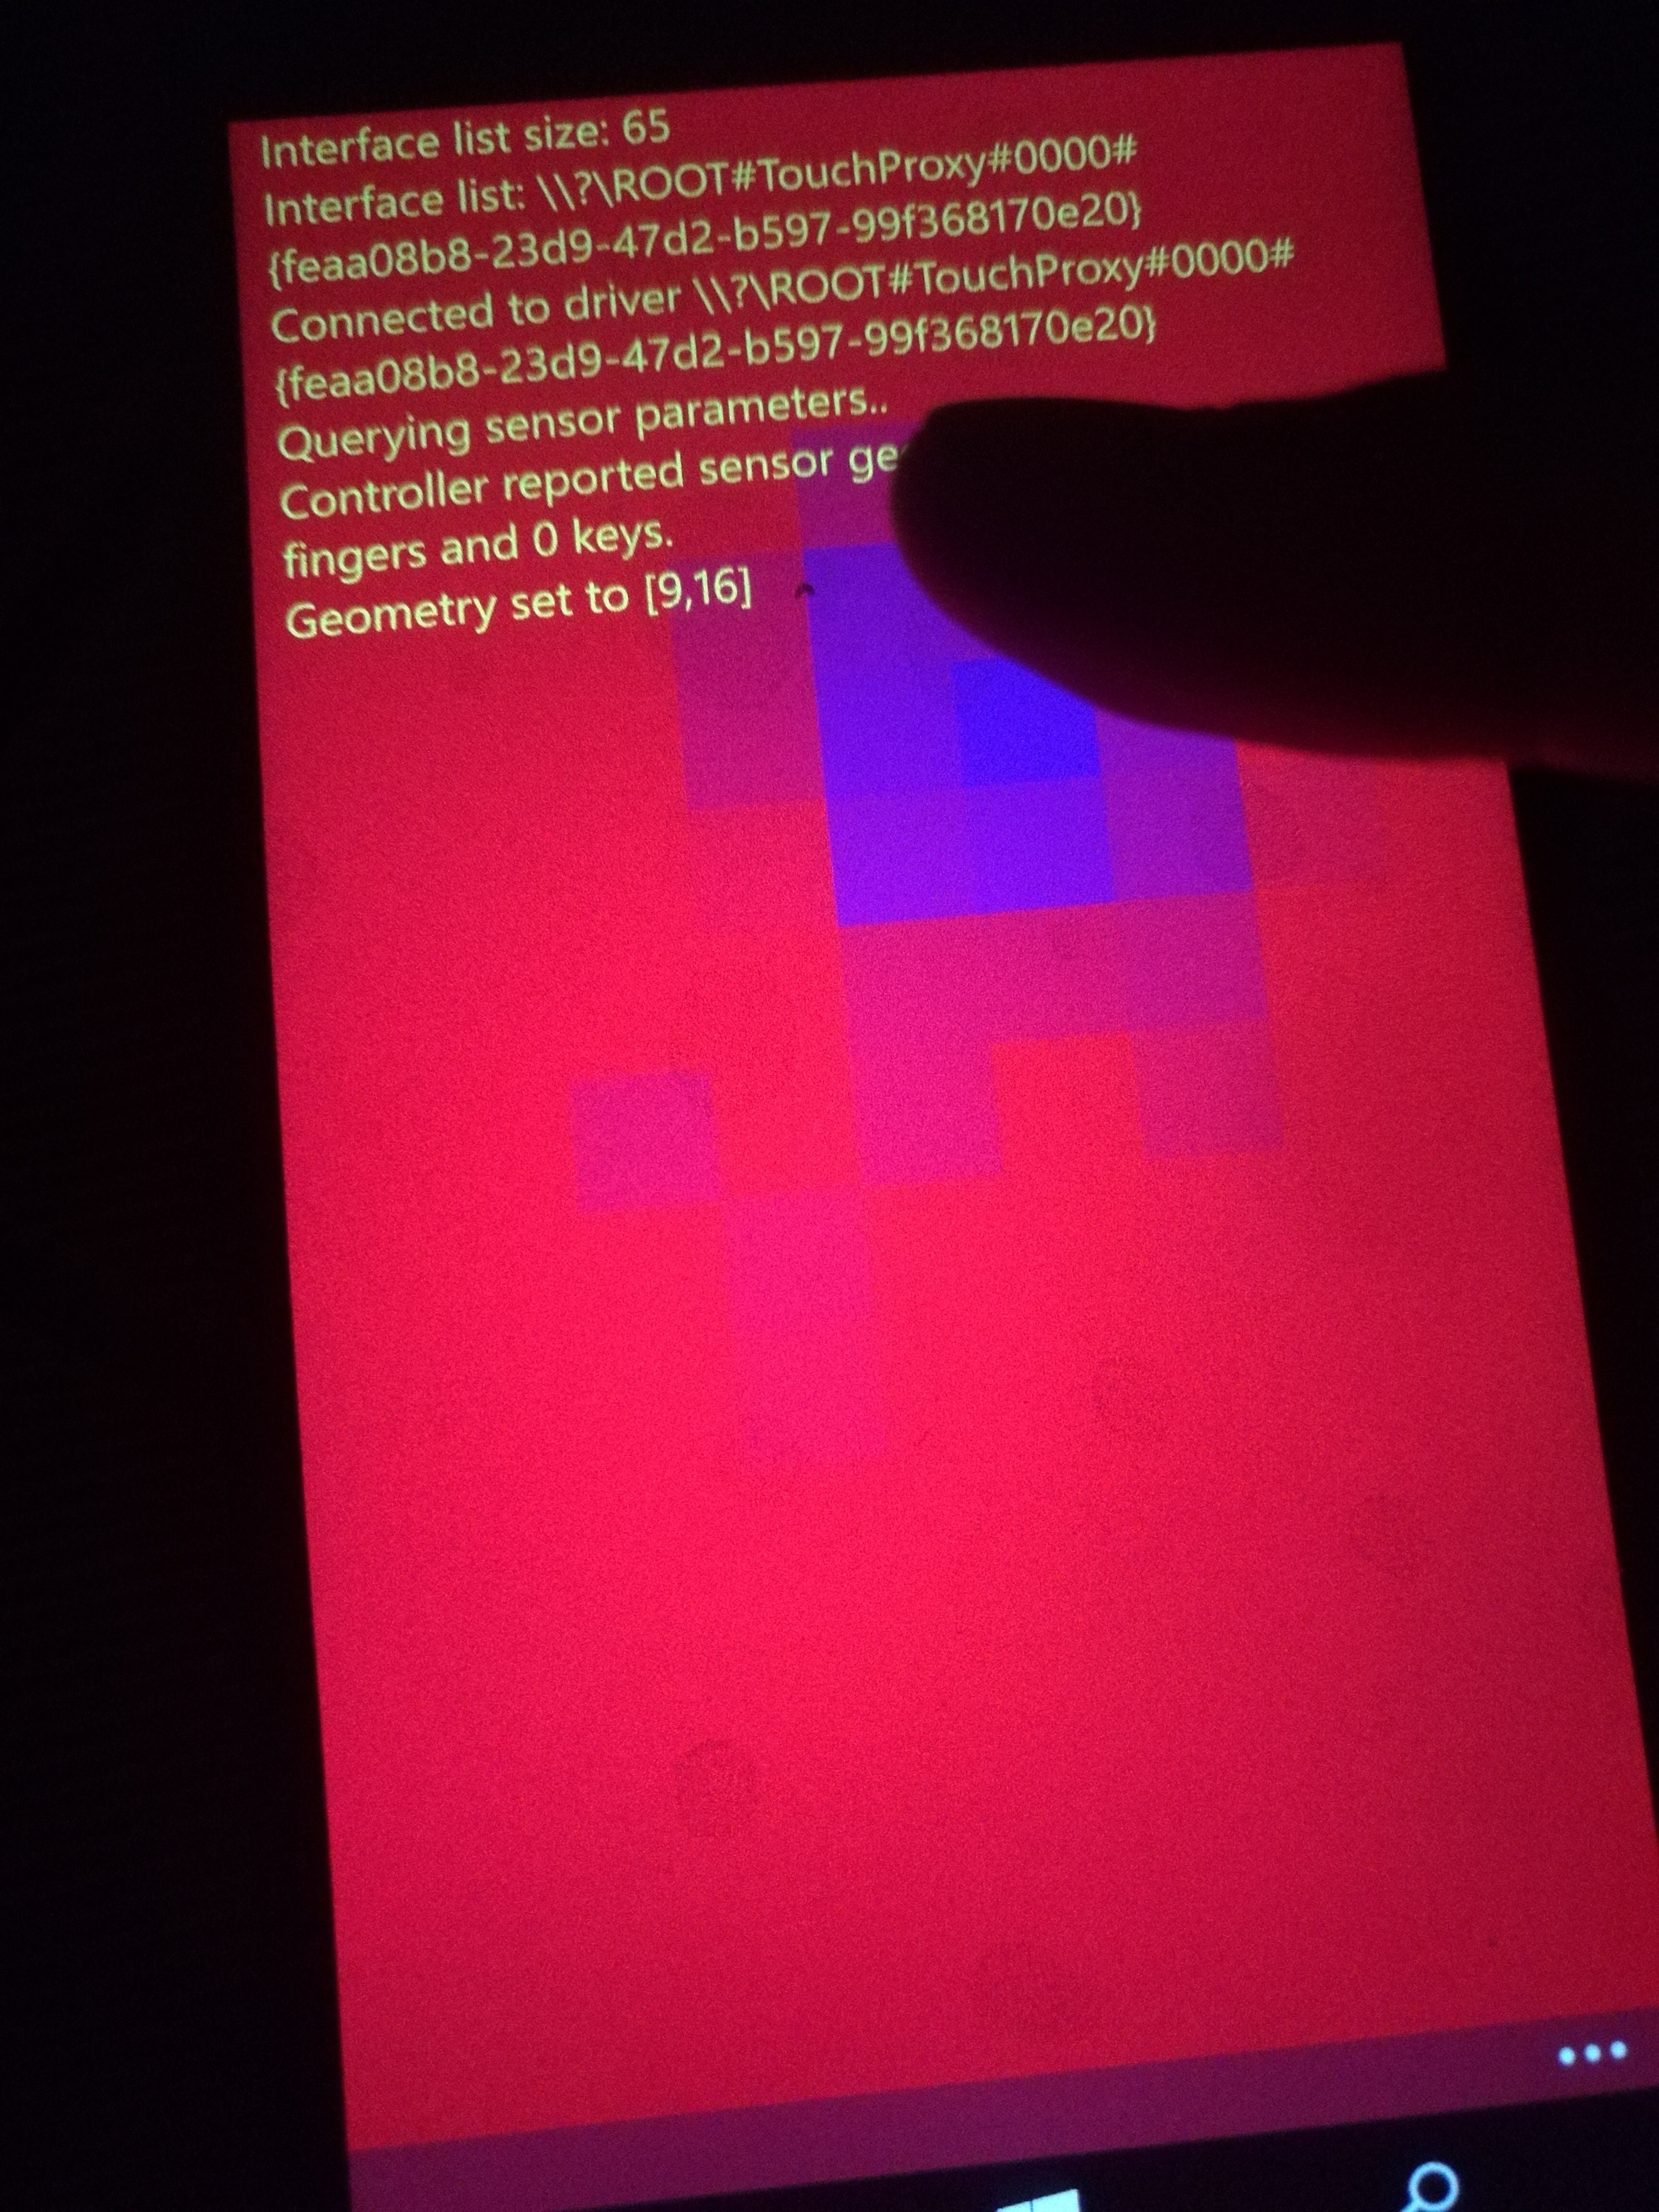 Interface list size: 65
Interface list: \\?\ROOT#TouchProxy#0000#
{feaa08b8-23d9-47d2-b597-99f368170e20}
Connected to driver \\?\ROOT#TouchProxy#0000#
{feaa08b8-23d9-47d2-b597-99f368170e20}
Querying sensor parameters..
Controller reported sensor
fingers and 0 keys.
Geometry set to [9,16]